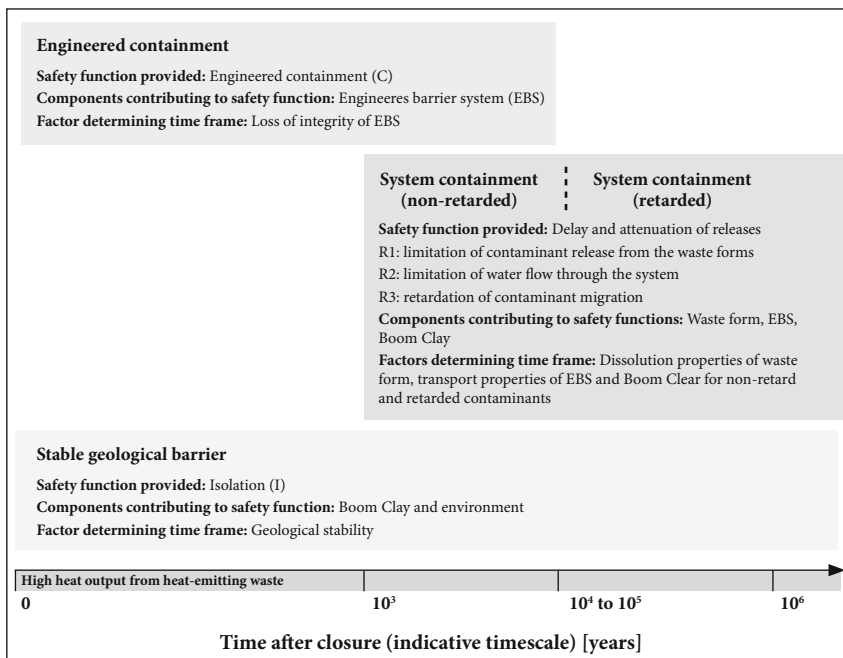 Engineered containment
Safety function provided: Engineered containment (C)
Components contributing to safety function: Engineeres barrier system (EBS)
Factor determining time frame: Loss of integrity of EBS
System containment
(non-retarded)
System containment
(retarded)
Safety function provided: Delay and attenuation of releases
R1: limitation of contaminant release from the waste forms
R2: limitation of water flow through the system
R3: retardation of contaminant migration
Components contributing to safety functions: Waste form, EBS,
Boom Clay
Factors determining time frame: Dissolution properties of waste
form, transport properties of EBS and Boom Clear for non-retard
and retarded contaminants
Stable geological barrier
Safety function provided: Isolation (I)
Components contributing to safety function: Boom Clay and environment
Factor determining time frame: Geological stability
High heat output from heat-emitting waste
0 10³ 10⁴ to 10⁵ 10⁶
Time after closure (indicative timescale) [years]